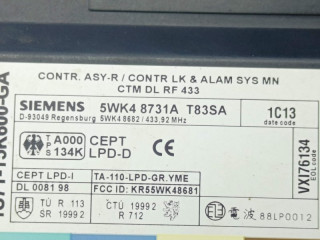 CONTR. ASY-R / CONTR LK & ALAM SYS MN
CTM DL RF 433
SIEMENS 5WK4 8731A T83SA
D-93049 Regensburg 5WK4 8682 / 433.92 MHz
1C13
date code
TPS A000 134K
CEPT
LPD-D
CEPT LPD-I
DL 0081 98
TA-110-LPD-GR.YME
FCC ID: KR55WK48681
TÜ R 113
SR 1999 2
CTÜ 1999 2
R 712
電波 88LP0012
VXI76134
EOL code